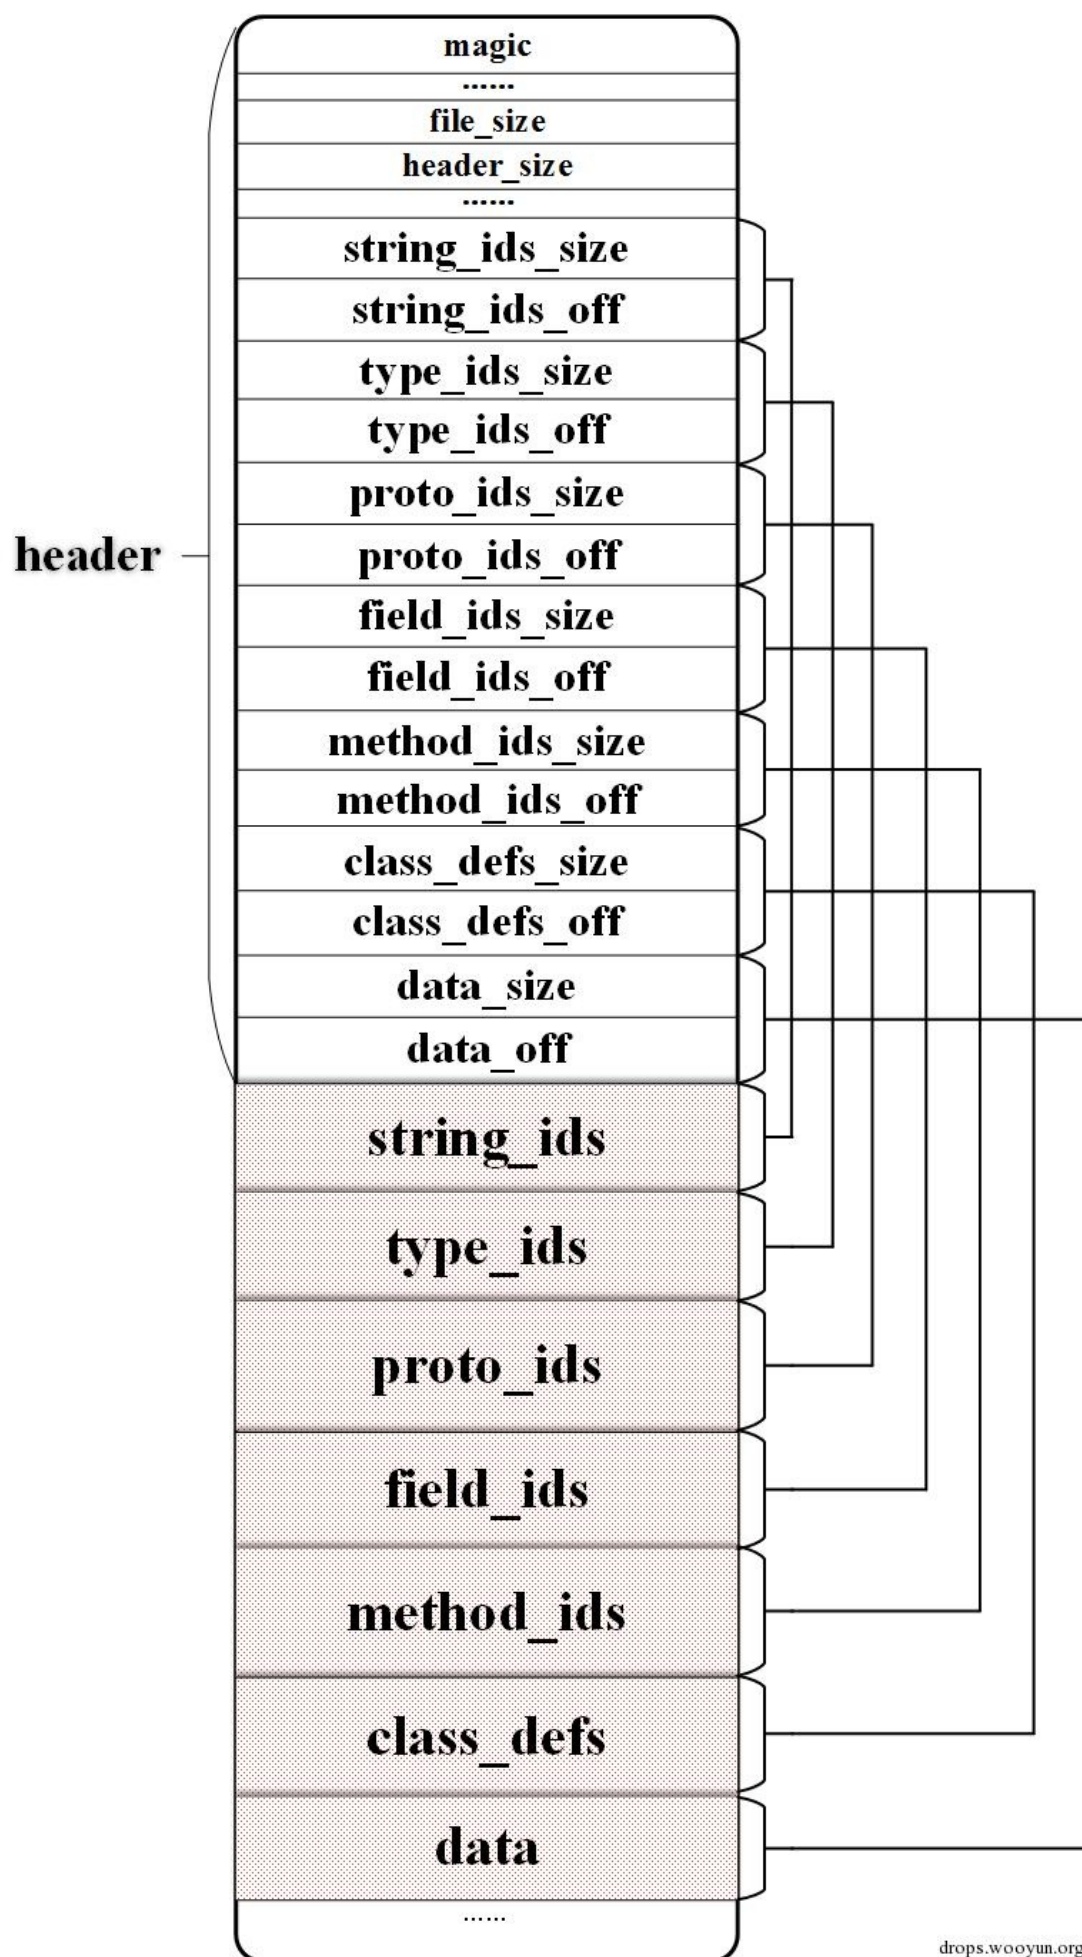 magic
......
file_size
header_size
......
string_ids_size
string_ids_off
type_ids_size
type_ids_off
proto_ids_size
header
proto_ids_off
field_ids_size
field_ids_off
method_ids_size
method_ids_off
class_defs_size
class_defs_off
data_size
data_off
string_ids
type_ids
proto_ids
field_ids
method_ids
class_defs
data
......
drops.wooyun.org